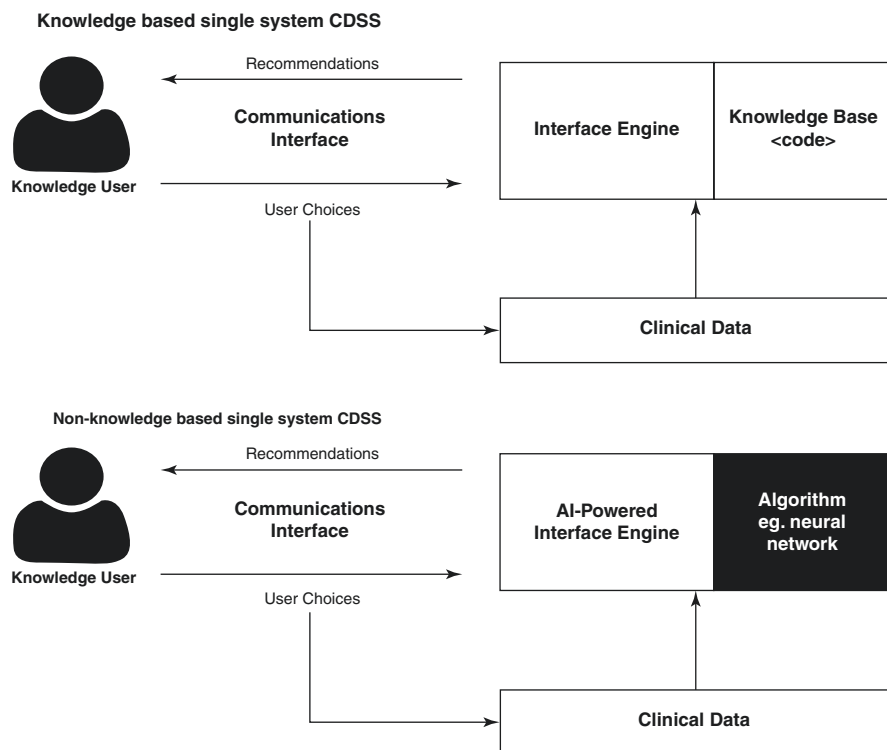 Knowledge based single system CDSS
Recommendations
Communications
Interface
Knowledge User
User Choices
Interface Engine
Knowledge Base
<code>
Clinical Data
Non-knowledge based single system CDSS
Recommendations
Communications
Interface
Knowledge User
User Choices
AI-Powered
Interface Engine
Algorithm
eg. neural
network
Clinical Data